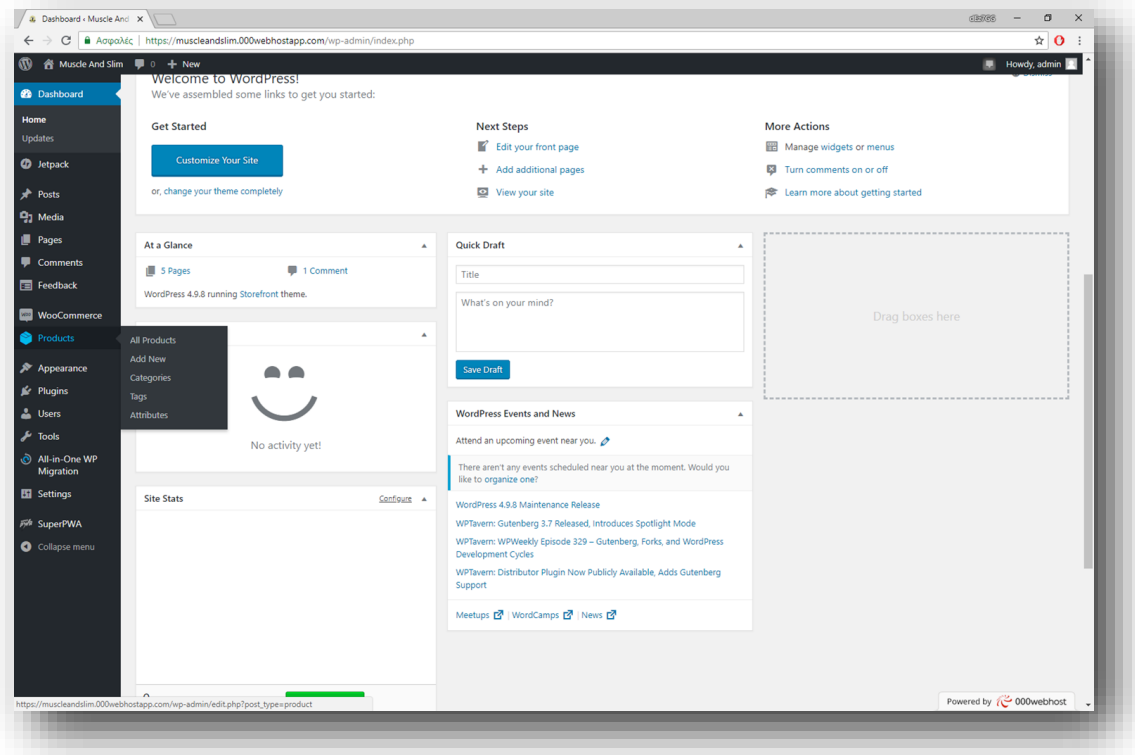 Dashboard ‹ Muscle And
Ασφαλές | https://muscleandslim.000webhostapp.com/wp-admin/index.php
Muscle And Slim 0 New Howdy, admin
Welcome to WordPress!
Dismiss
We've assembled some links to get you started:
Get Started
Customize Your Site
or, change your theme completely
Next Steps
Edit your front page
Add additional pages
View your site
More Actions
Manage widgets or menus
Turn comments on or off
Learn more about getting started
Dashboard
Home
Updates
Jetpack
Posts
Media
Pages
Comments
Feedback
WooCommerce
Products
Appearance
Plugins
Users
Tools
All-in-One WP
Migration
Settings
SuperPWA
Collapse menu
All Products
Add New
Categories
Tags
Attributes
At a Glance
5 Pages 1 Comment
WordPress 4.9.8 running Storefront theme.
No activity yet!
Site Stats Configure
Quick Draft
Title
What's on your mind?
Save Draft
WordPress Events and News
Attend an upcoming event near you.
There aren't any events scheduled near you at the moment. Would you
like to organize one?
WordPress 4.9.8 Maintenance Release
WPTavern: Gutenberg 3.7 Released, Introduces Spotlight Mode
WPTavern: WPWeekly Episode 329 – Gutenberg, Forks, and WordPress
Development Cycles
WPTavern: Distributor Plugin Now Publicly Available, Adds Gutenberg
Support
Meetups | WordCamps | News
Drag boxes here
https://muscleandslim.000webhostapp.com/wp-admin/edit.php?post_type=product
Powered by 000webhost